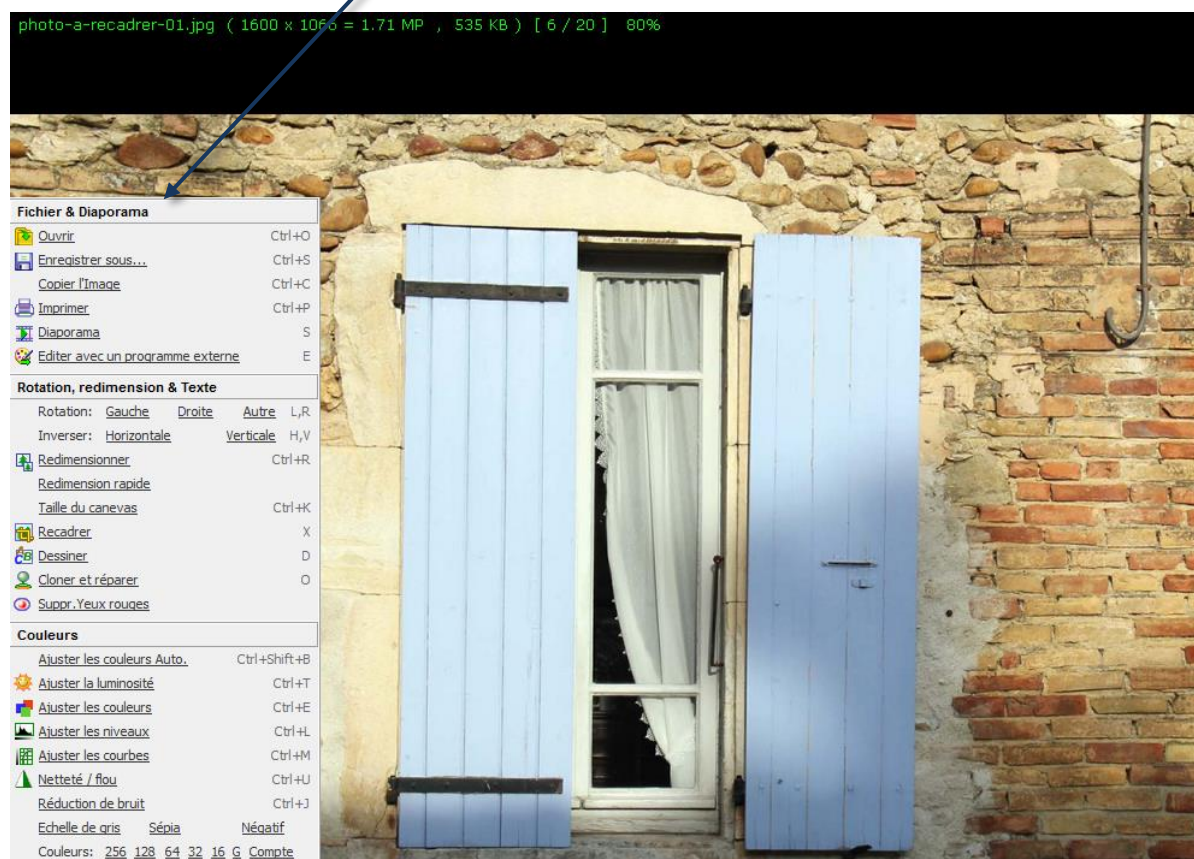 photo-a-recadrer-01.jpg ( 1600 x 1066 = 1.71 MP , 535 KB ) [ 6 / 20 ] 80%
Fichier & Diaporama
Ouvrir Ctrl+O
Enregistrer sous... Ctrl+S
Copier l'Image Ctrl+C
Imprimer Ctrl+P
Diaporama S
Editer avec un programme externe E
Rotation, redimension & Texte
Rotation: Gauche Droite Autre L,R
Inverser: Horizontale Verticale H,V
Redimensionner Ctrl+R
Redimension rapide
Taille du canevas Ctrl+K
Recadrer X
Dessiner D
Cloner et réparer O
Suppr.Yeux rouges
Couleurs
Ajuster les couleurs Auto. Ctrl+Shift+B
Ajuster la luminosité Ctrl+T
Ajuster les couleurs Ctrl+E
Ajuster les niveaux Ctrl+L
Ajuster les courbes Ctrl+M
Netteté / flou Ctrl+U
Réduction de bruit Ctrl+J
Echelle de gris Sépia Négatif
Couleurs: 256 128 64 32 16 G Compte